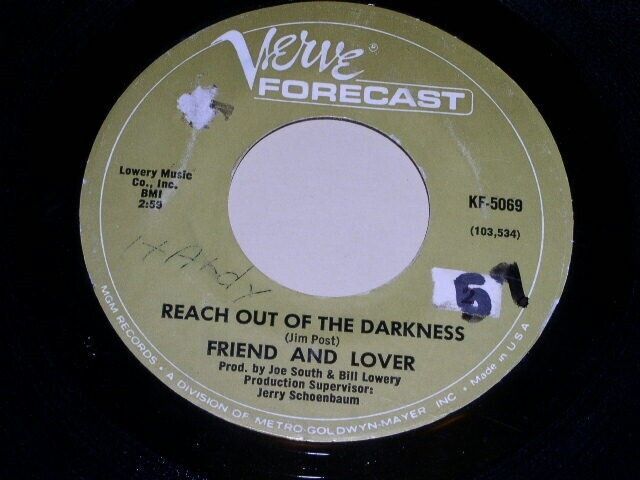 Verve®
FORECAST
Lowery Music
Co., Inc.
BMI
2:59
KF-5069
(103,534)
HArdy
5
REACH OUT OF THE DARKNESS
(Jim Post)
FRIEND AND LOVER
Prod. by Joe South & Bill Lowery
Production Supervisor:
Jerry Schoenbaum
MGM RECORDS • A DIVISION OF METRO-GOLDWYN-MAYER INC • Made in U S A